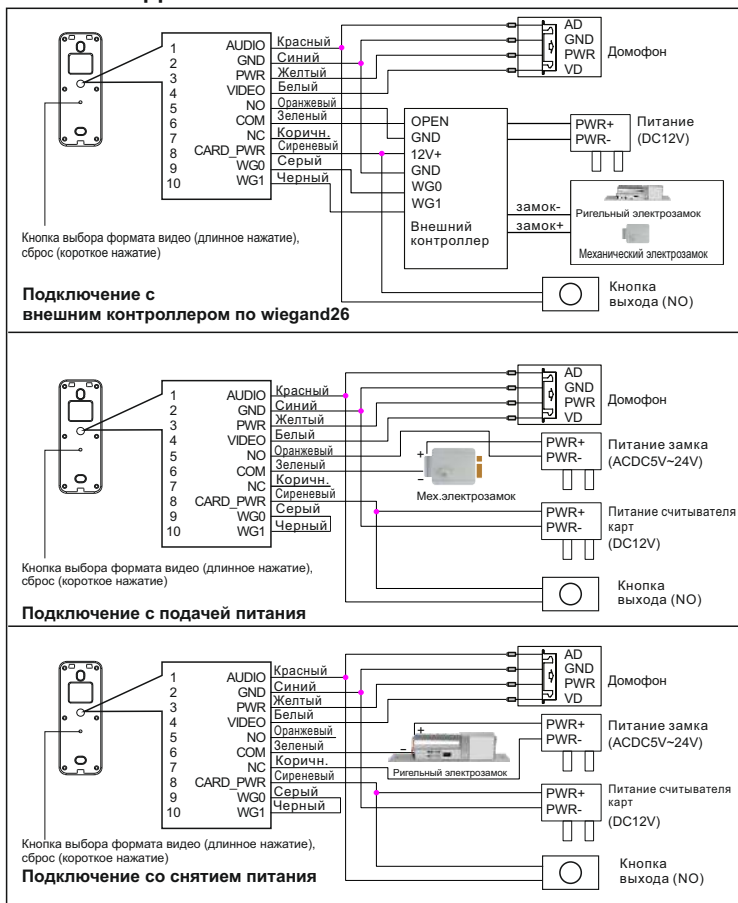 1 AUDIO Красный
2 GND Синий
3 PWR Желтый
4 VIDEO Белый
5 NO Оранжевый
6 COM Зеленый
7 NC Коричн.
8 CARD_PWR Сиреневый
9 WG0 Серый
10 WG1 Черный
AD
GND
PWR
VD
Домофон
OPEN
GND
12V+
GND
WG0
WG1
Внешний
контроллер
PWR+
PWR-
Питание
(DC12V)
замок-
замок+
Ригельный электрозамок
Механический электрозамок
Кнопка
выхода (NO)
Кнопка выбора формата видео (длинное нажатие),
сброс (короткое нажатие)
Подключение с
внешним контроллером по wiegand26
1 AUDIO Красный
2 GND Синий
3 PWR Желтый
4 VIDEO Белый
5 NO Оранжевый
6 COM Зеленый
7 NC Коричн.
8 CARD_PWR Сиреневый
9 WG0 Серый
10 WG1 Черный
AD
GND
PWR
VD
Домофон
+
−
Мех.электрозамок
PWR+
PWR-
Питание замка
(ACDC5V~24V)
PWR+
PWR-
Питание считывателя
карт
(DC12V)
Кнопка
выхода (NO)
Кнопка выбора формата видео (длинное нажатие),
сброс (короткое нажатие)
Подключение с подачей питания
1 AUDIO Красный
2 GND Синий
3 PWR Желтый
4 VIDEO Белый
5 NO Оранжевый
6 COM Зеленый
7 NC Коричн.
8 CARD_PWR Сиреневый
9 WG0 Серый
10 WG1 Черный
AD
GND
PWR
VD
Домофон
+
−
Ригельный электрозамок
PWR+
PWR-
Питание замка
(ACDC5V~24V)
PWR+
PWR-
Питание считывателя
карт
(DC12V)
Кнопка
выхода (NO)
Кнопка выбора формата видео (длинное нажатие),
сброс (короткое нажатие)
Подключение со снятием питания